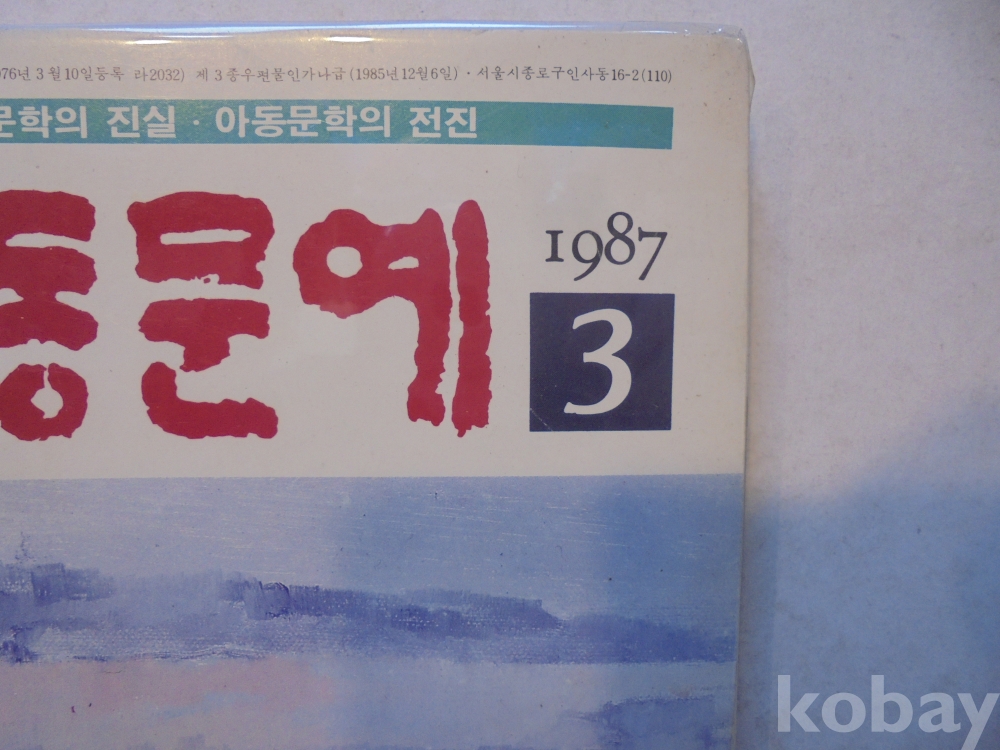 76년 3월10일등록 라2032) 제3종우편물인가나급(1985년12월6일)·서울시종로구인사동16-2(110)
문학의 진실·아동문학의 전진
동문예
1987
3
kobay